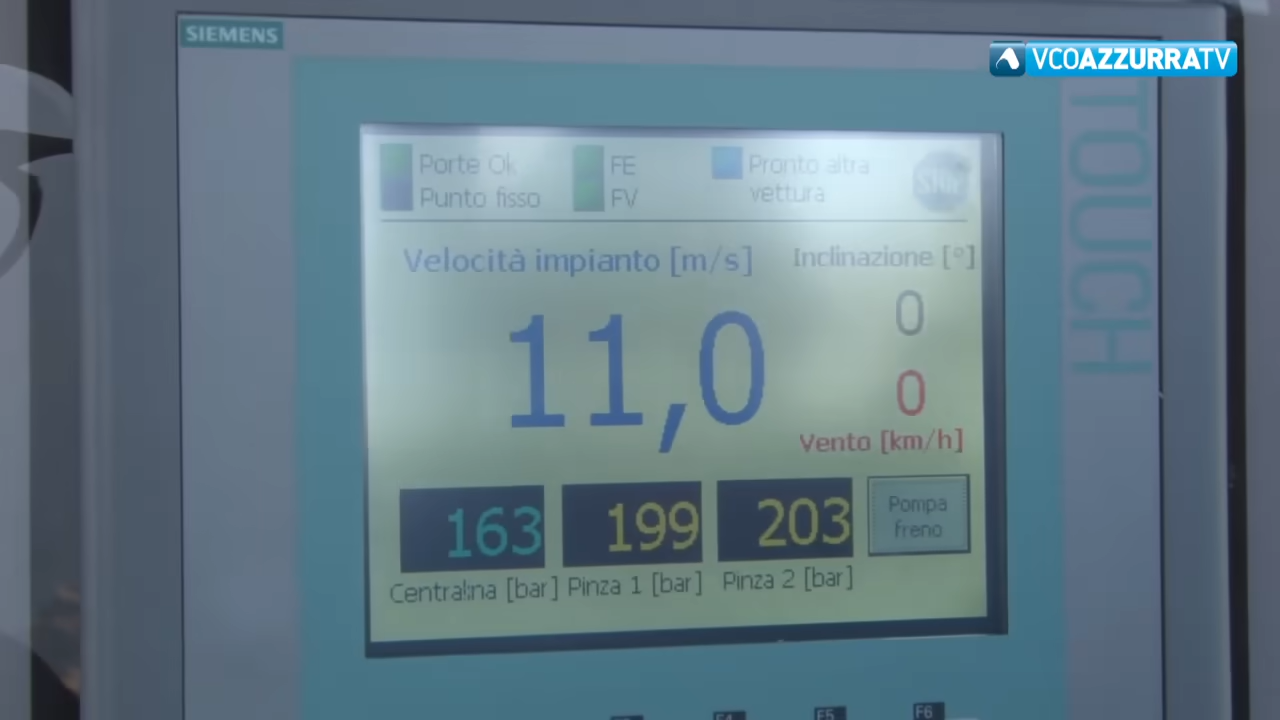 SIEMENS
VCOAZZURRATV
TOUCH
Porte Ok
Punto fisso
FE
FV
Pronto altra
vettura
Velocità impianto [m/s]
11,0
Inclinazione [°]
0
0
Vento [km/h]
163
199
203
Pompa
freno
Centralina [bar]
Pinza 1 [bar]
Pinza 2 [bar]
F4
F5
F6